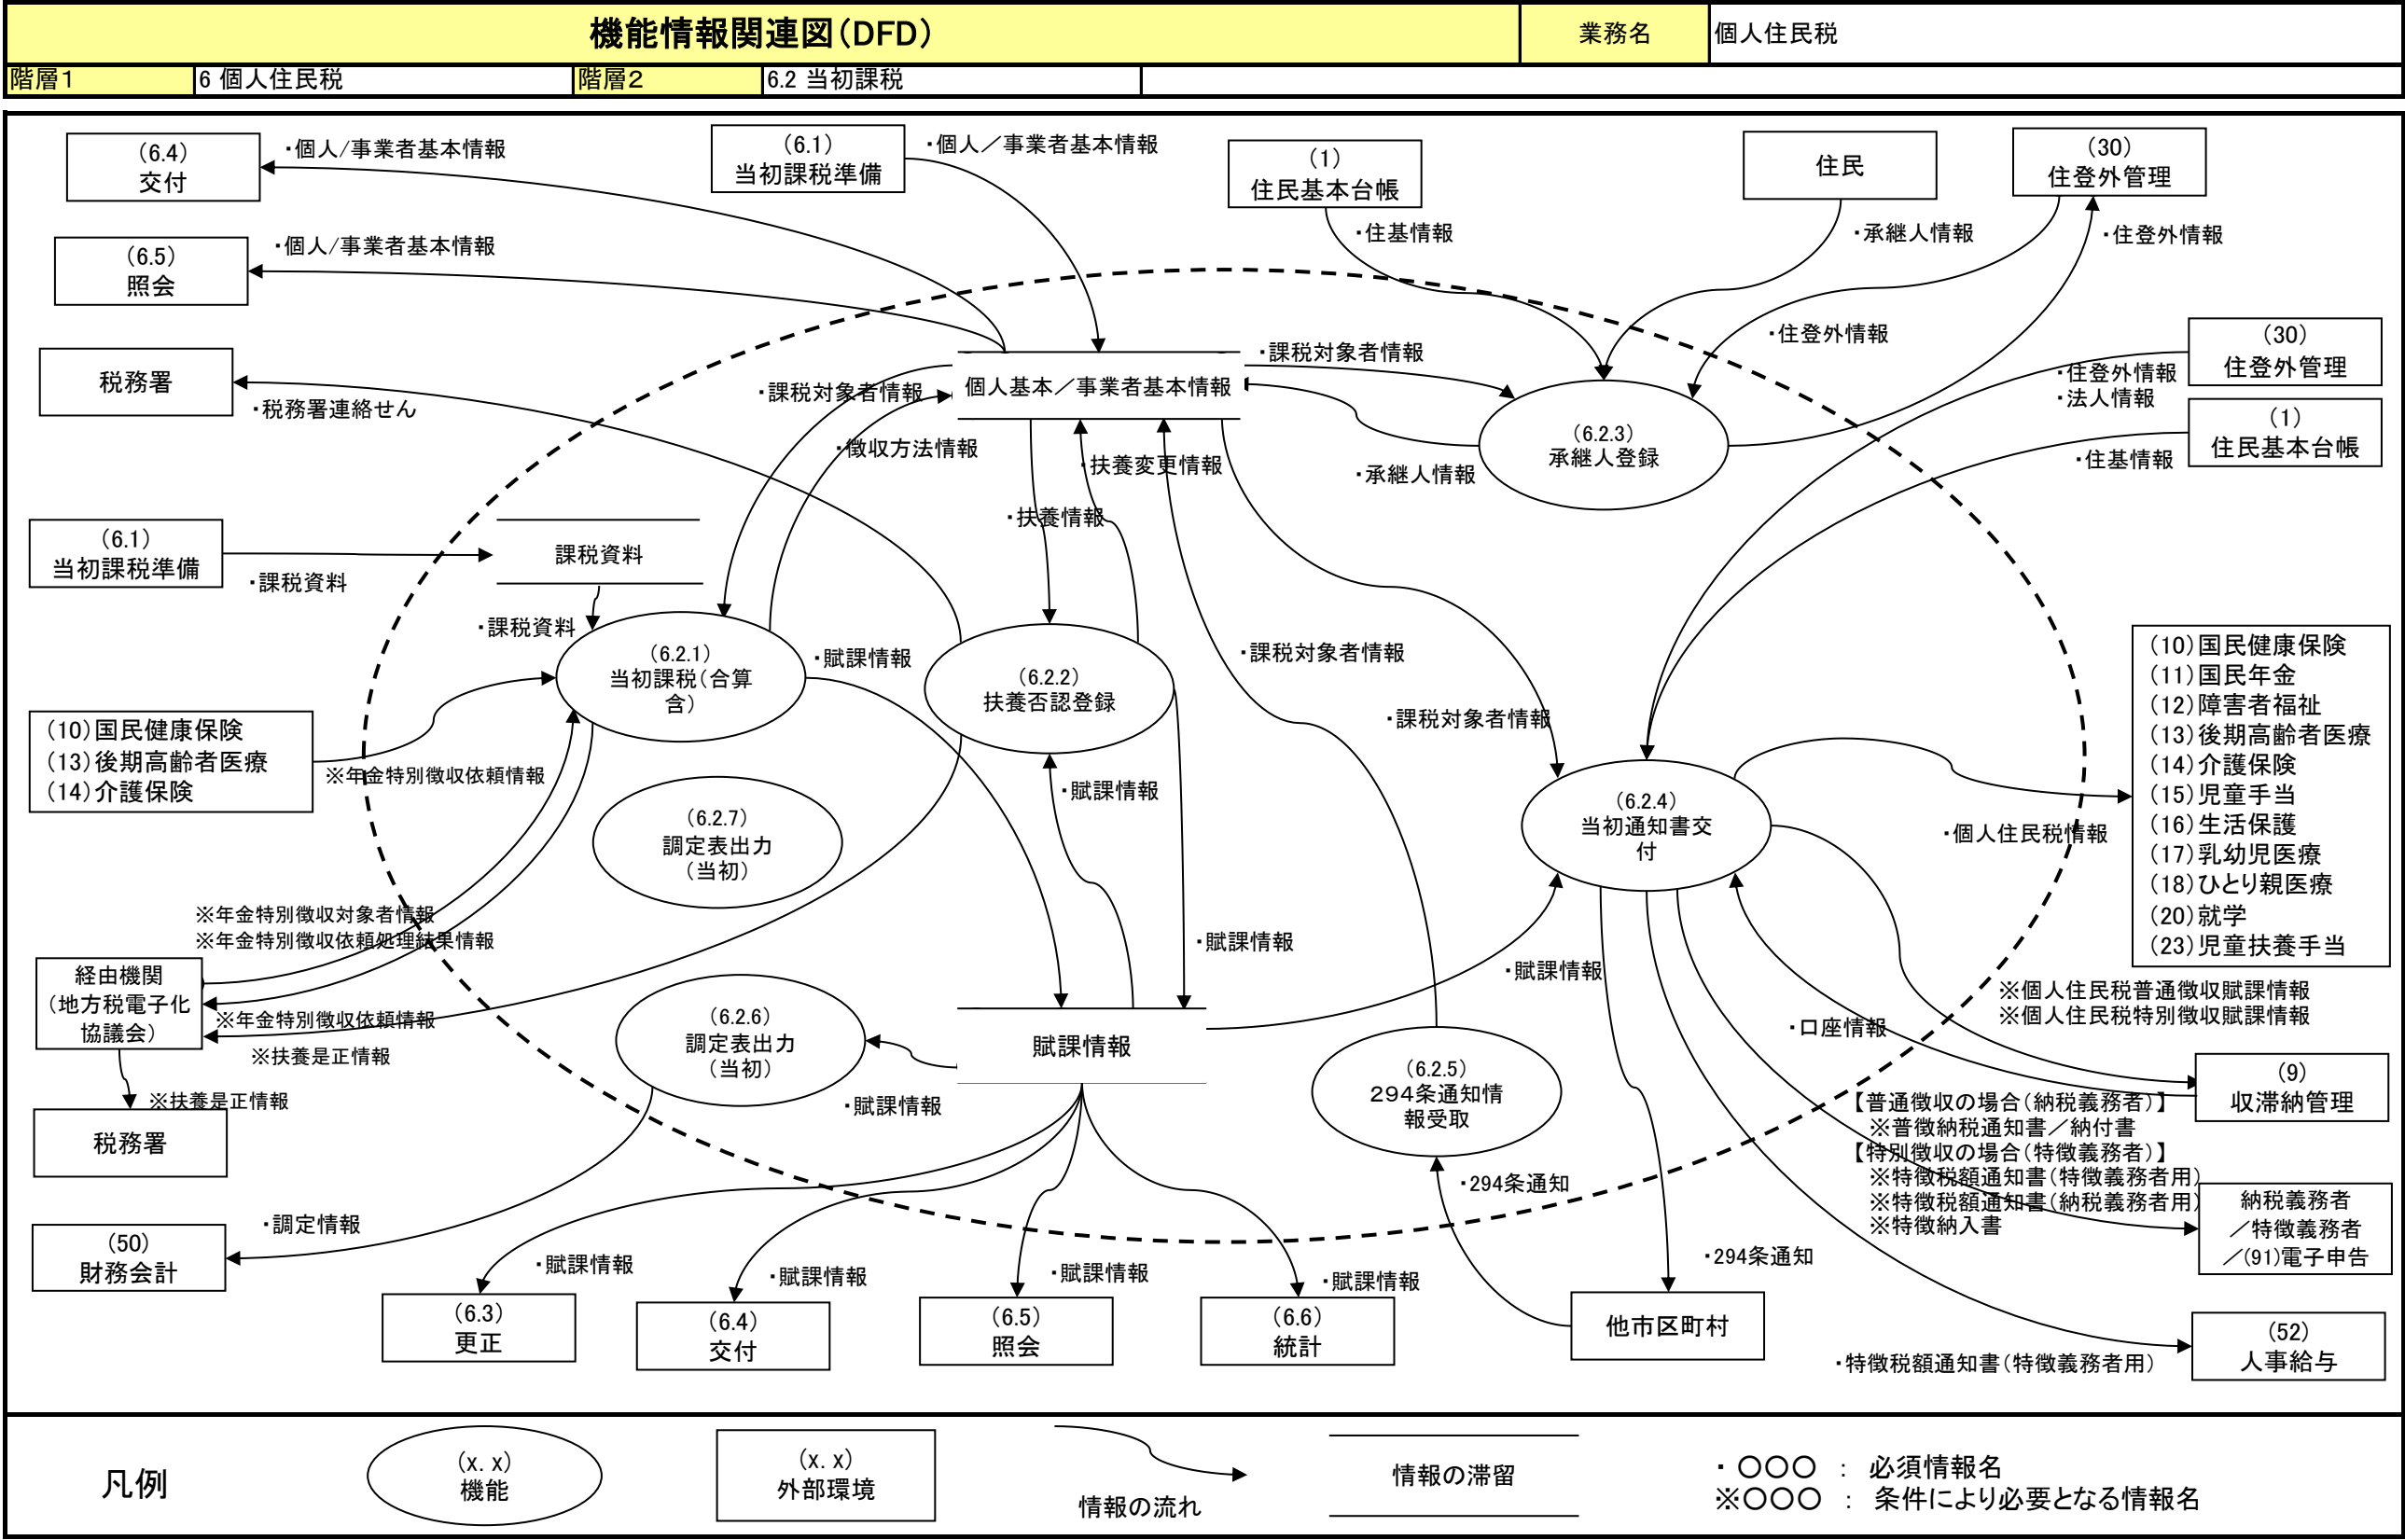 機能情報関連図(DFD)
業務名
個人住民税
階層1
6 個人住民税
階層2
6.2 当初課税
(6.4)
交付
・個人/事業者基本情報
(6.1)
当初課税準備
・個人／事業者基本情報
(1)
住民基本台帳
・住基情報
住民
・承継人情報
(30)
住登外管理
・住登外情報
(6.5)
照会
・個人/事業者基本情報
・住登外情報
(30)
住登外管理
・住登外情報
・法人情報
(1)
住民基本台帳
・住基情報
税務署
・税務署連絡せん
・課税対象者情報
個人基本／事業者基本情報
・課税対象者情報
・徴収方法情報
・扶養変更情報
・承継人情報
(6.2.3)
承継人登録
・扶養情報
(6.1)
当初課税準備
・課税資料
課税資料
・課税資料
(6.2.1)
当初課税(合算
含)
・賦課情報
(6.2.2)
扶養否認登録
・課税対象者情報
・課税対象者情報
(10)国民健康保険
(13)後期高齢者医療
(14)介護保険
※年金特別徴収依頼情報
(6.2.7)
調定表出力
(当初)
・賦課情報
(6.2.4)
当初通知書交
付
・個人住民税情報
(10)国民健康保険
(11)国民年金
(12)障害者福祉
(13)後期高齢者医療
(14)介護保険
(15)児童手当
(16)生活保護
(17)乳幼児医療
(18)ひとり親医療
(20)就学
(23)児童扶養手当
※年金特別徴収対象者情報
※年金特別徴収依頼処理結果情報
経由機関
(地方税電子化
協議会)
※年金特別徴収依頼情報
※扶養是正情報
※扶養是正情報
税務署
・賦課情報
・賦課情報
(6.2.6)
調定表出力
(当初)
・賦課情報
賦課情報
(6.2.5)
294条通知情
報受取
・口座情報
※個人住民税普通徴収賦課情報
※個人住民税特別徴収賦課情報
(9)
収滞納管理
【普通徴収の場合(納税義務者)】
※普徴納税通知書／納付書
【特別徴収の場合(特徴義務者)】
※特徴税額通知書(特徴義務者用)
※特徴税額通知書(納税義務者用)
※特徴納入書
納税義務者
／特徴義務者
／(91)電子申告
・294条通知
・294条通知
(50)
財務会計
・調定情報
・賦課情報
(6.3)
更正
・賦課情報
(6.4)
交付
・賦課情報
(6.5)
照会
・賦課情報
(6.6)
統計
他市区町村
・特徴税額通知書(特徴義務者用)
(52)
人事給与
凡例
(x.x)
機能
(x.x)
外部環境
情報の流れ
情報の滞留
・○○○ ： 必須情報名
※○○○ ： 条件により必要となる情報名